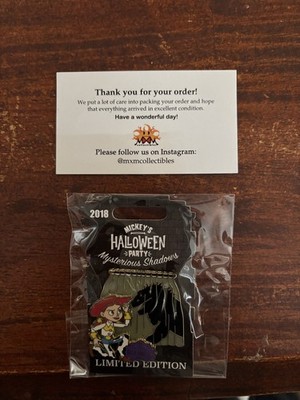 Thank you for your order!
We put a lot of care into packing your order and hope
that everything arrived in excellent condition.
Have a wonderful day!
Please follow us on Instagram:
@mxmcollectibles
2018
MICKEY'S
HALLOWEEN
PARTY
Mysterious Shadows
LIMITED EDITION